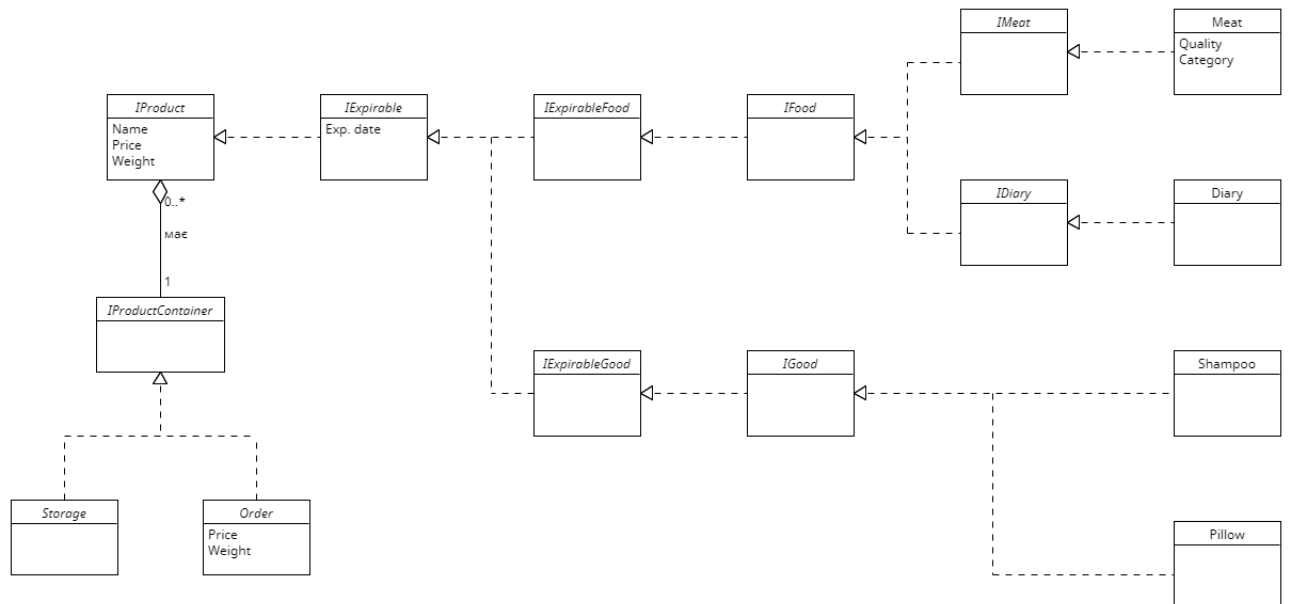 IMeat
Meat
Quality
Category
IProduct
Name
Price
Weight
IExpirable
Exp. date
IExpirableFood
IFood
IDiary
Diary
0..*
має
1
IProductContainer
IExpirableGood
IGood
Shampoo
Storage
Order
Price
Weight
Pillow